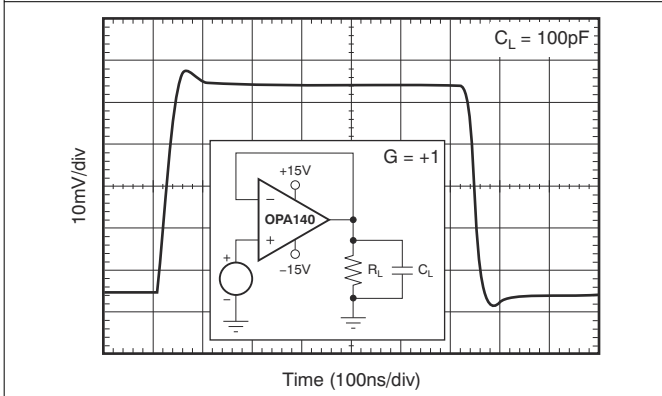 C_L = 100pF
10mV/div
G = +1
+15V
−
OPA140
+
+
−15V
−
R_L
C_L
Time (100ns/div)